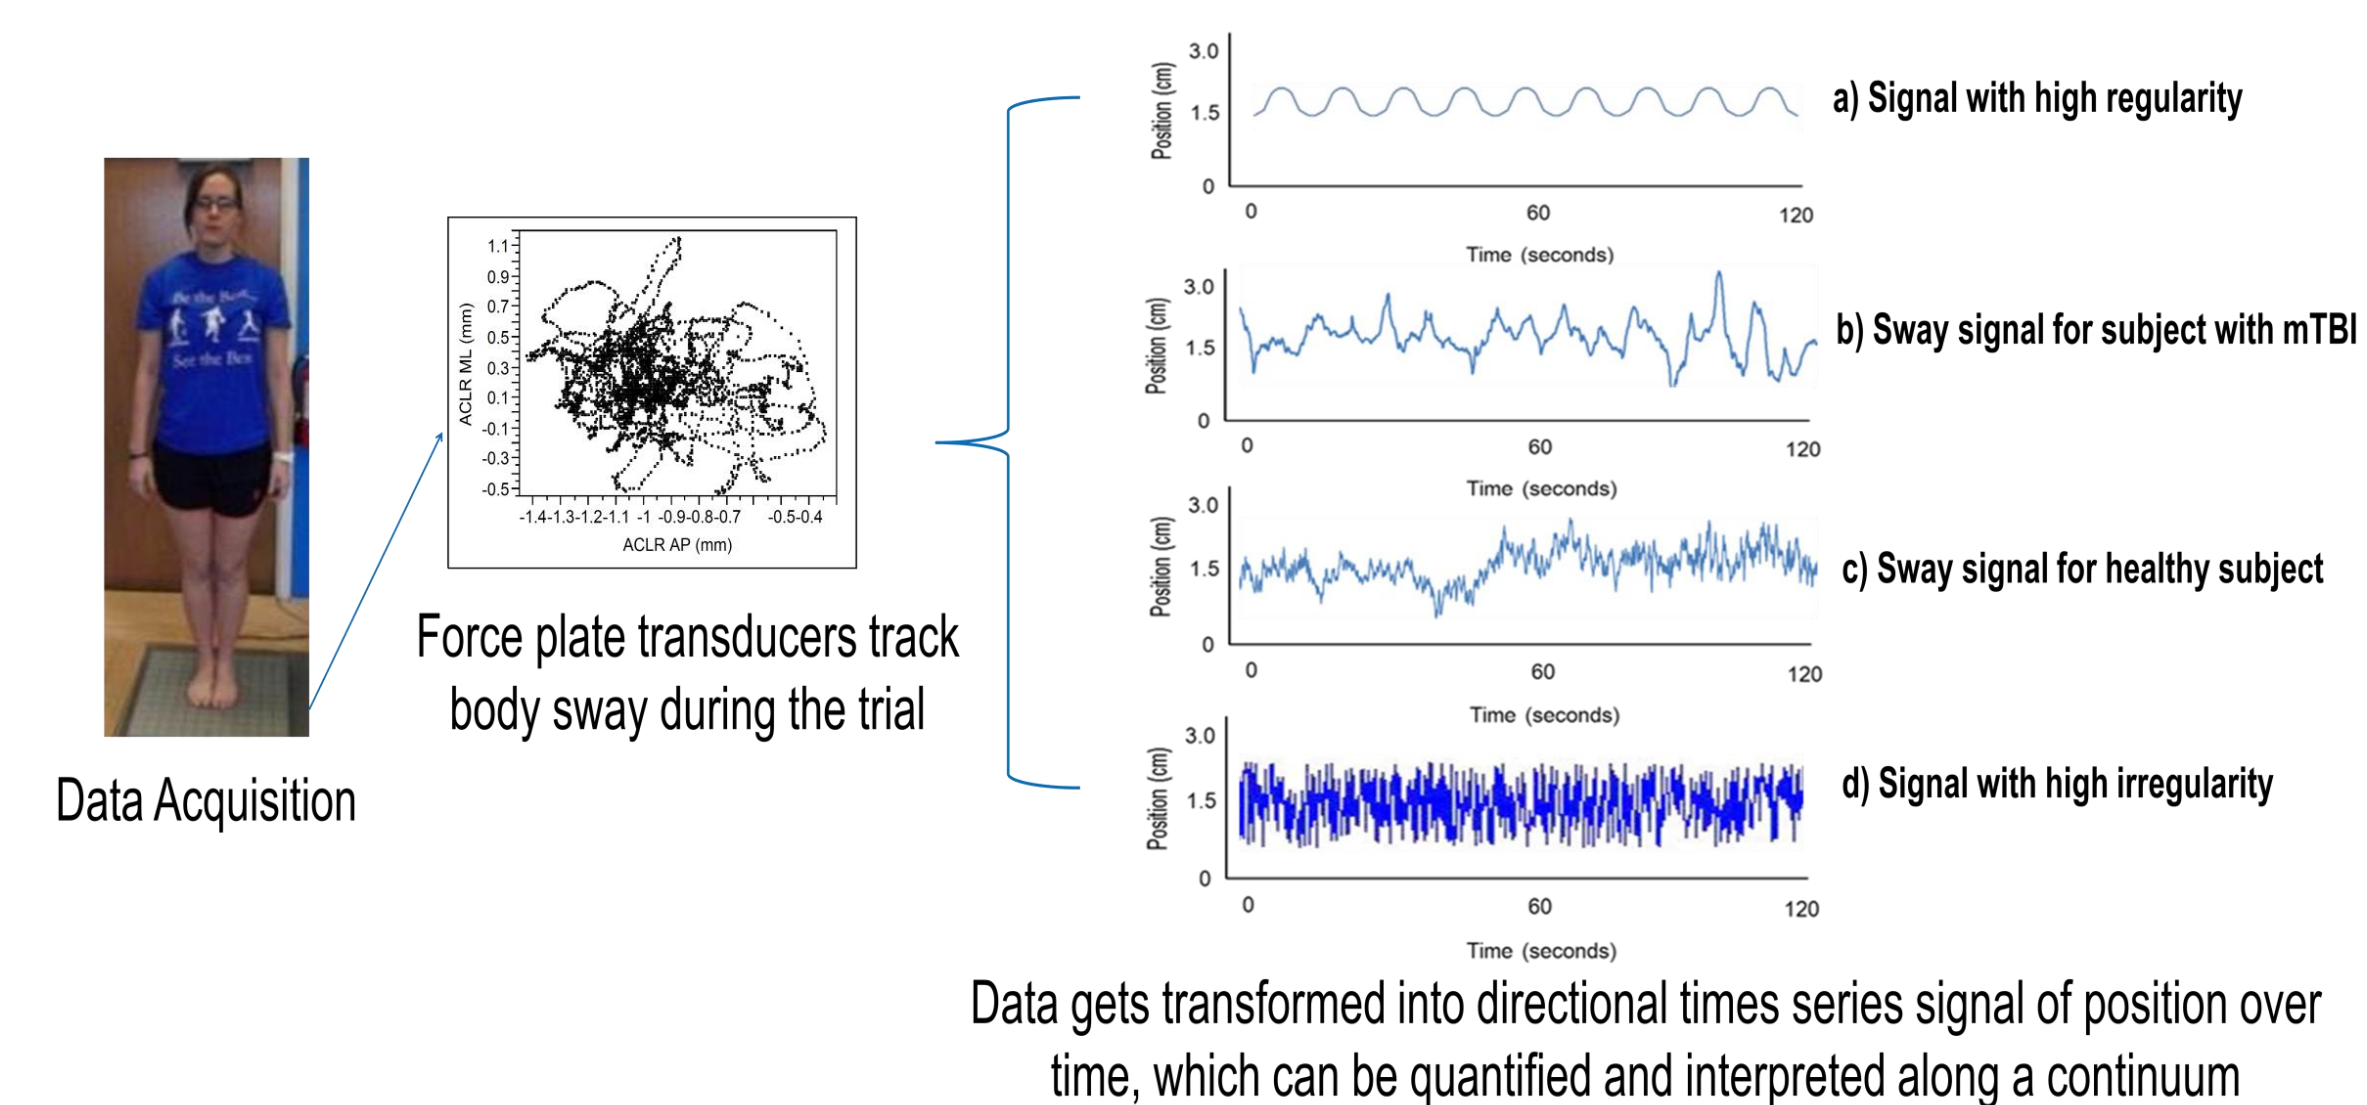 Be the Best...
See the Best
Data Acquisition
1.1
0.9
0.7
0.5
0.3
0.1
-0.1
-0.3
-0.5
ACLR ML (mm)
-1.4-1.3-1.2-1.1 -1 -0.9-0.8-0.7 -0.5-0.4
ACLR AP (mm)
Force plate transducers track
body sway during the trial
Position (cm)
3.0
1.5
0
0 60 120
Time (seconds)
a) Signal with high regularity
Position (cm)
3.0
1.5
0
0 60 120
Time (seconds)
b) Sway signal for subject with mTBI
Position (cm)
3.0
1.5
0
0 60 120
Time (seconds)
c) Sway signal for healthy subject
Position (cm)
3.0
1.5
0
0 60 120
Time (seconds)
d) Signal with high irregularity
Data gets transformed into directional times series signal of position over
time, which can be quantified and interpreted along a continuum